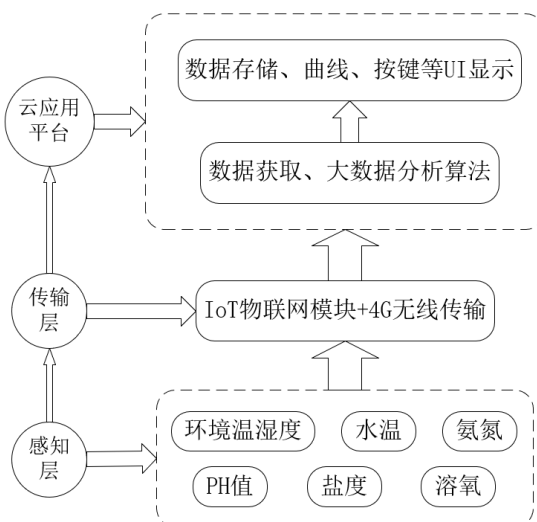 数据存储、曲线、按键等UI显示
云应用
平台
数据获取、大数据分析算法
传输
层
IoT物联网模块+4G无线传输
感知
层
环境温湿度
水温
氨氮
PH值
盐度
溶氧